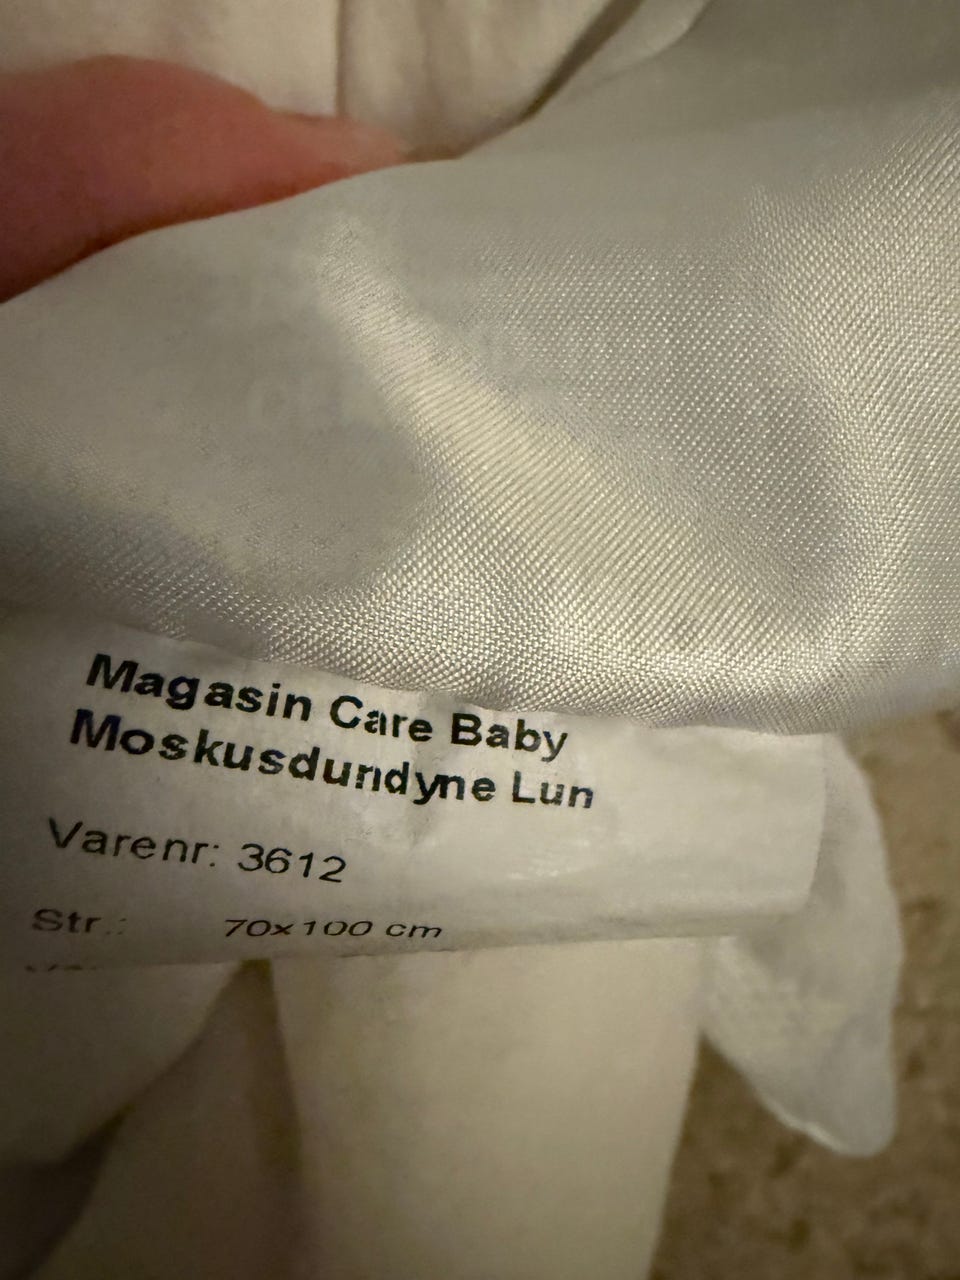 Magasin Care Baby
Moskusdundyne Lun
Varenr: 3612
Str.: 70x100 cm